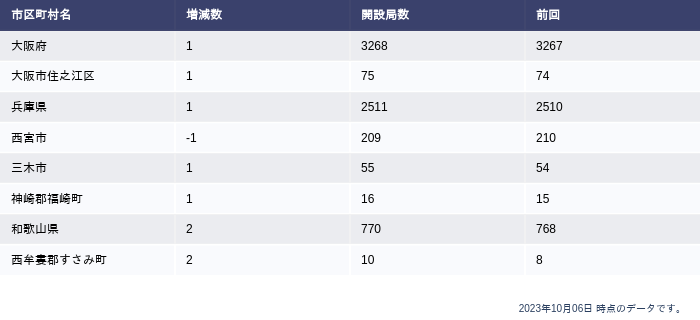 市区町村名 増減数 開設局数 前回
大阪府 1 3268 3267
大阪市住之江区 1 75 74
兵庫県 1 2511 2510
西宮市 -1 209 210
三木市 1 55 54
神崎郡福崎町 1 16 15
和歌山県 2 770 768
西牟婁郡すさみ町 2 10 8
2023年10月06日 時点のデータです。